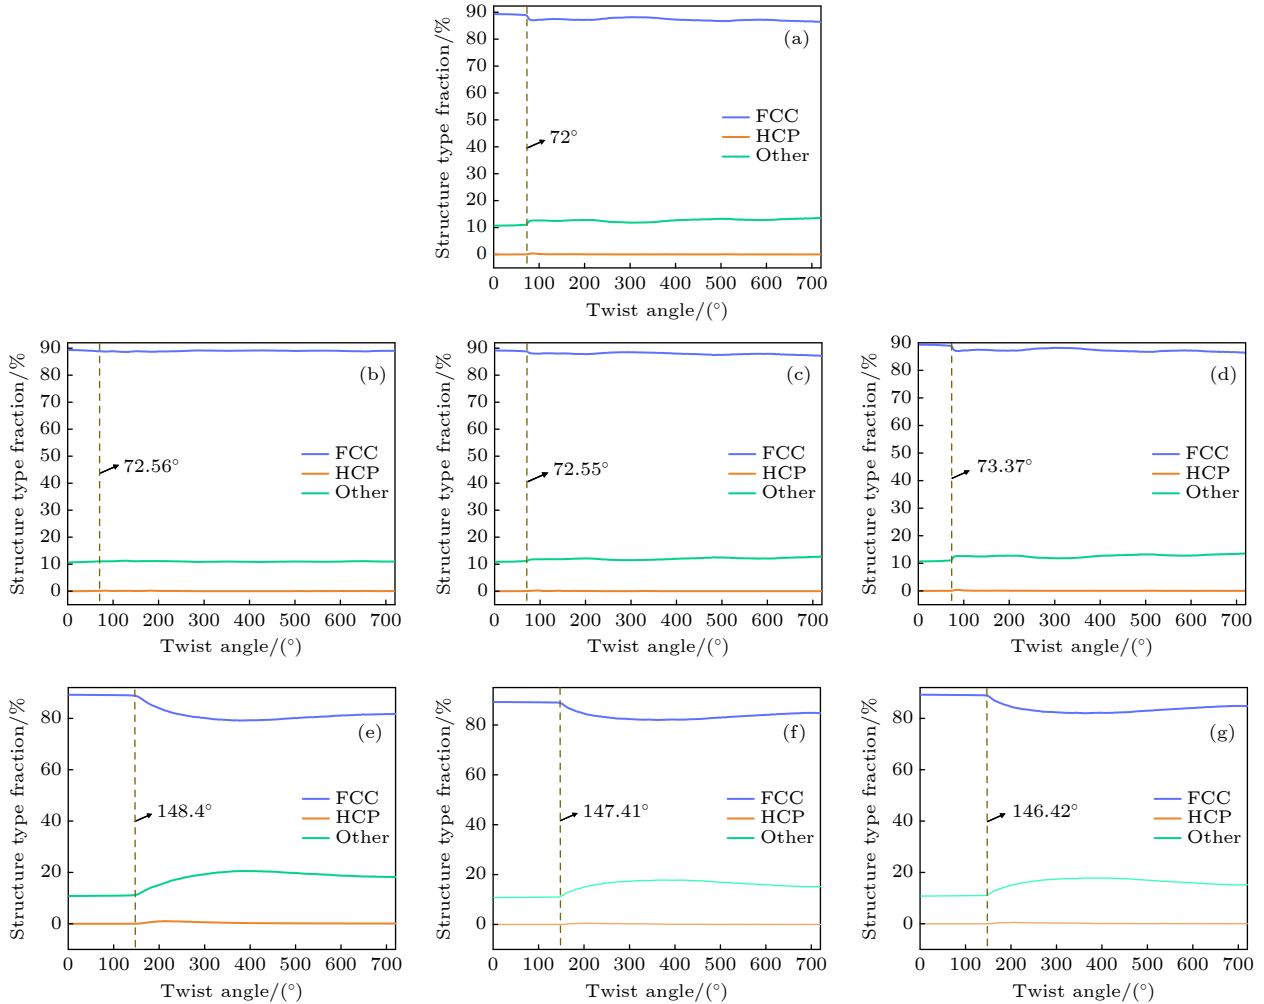 Structure type fraction/%
90
80
70
60
50
40
30
20
10
0
(a)
72°
FCC
HCP
Other
0 100 200 300 400 500 600 700
Twist angle/(°)
Structure type fraction/%
90
80
70
60
50
40
30
20
10
0
(b)
72.56°
FCC
HCP
Other
0 100 200 300 400 500 600 700
Twist angle/(°)
Structure type fraction/%
90
80
70
60
50
40
30
20
10
0
(c)
72.55°
FCC
HCP
Other
0 100 200 300 400 500 600 700
Twist angle/(°)
Structure type fraction/%
90
80
70
60
50
40
30
20
10
0
(d)
73.37°
FCC
HCP
Other
0 100 200 300 400 500 600 700
Twist angle/(°)
Structure type fraction/%
80
60
40
20
0
(e)
148.4°
FCC
HCP
Other
0 100 200 300 400 500 600 700
Twist angle/(°)
Structure type fraction/%
80
60
40
20
0
(f)
147.41°
FCC
HCP
Other
0 100 200 300 400 500 600 700
Twist angle/(°)
Structure type fraction/%
80
60
40
20
0
(g)
146.42°
FCC
HCP
Other
0 100 200 300 400 500 600 700
Twist angle/(°)